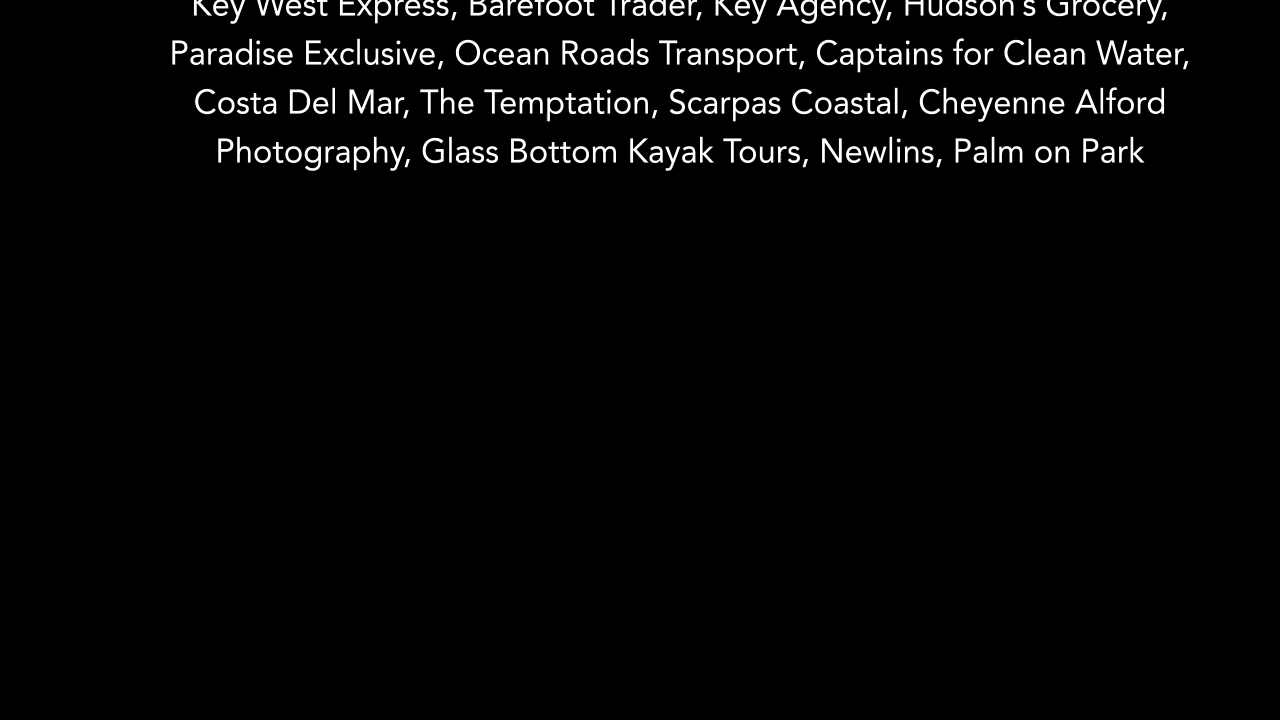 Key West Express, Barefoot Trader, Key Agency, Hudson's Grocery,
Paradise Exclusive, Ocean Roads Transport, Captains for Clean Water,
Costa Del Mar, The Temptation, Scarpas Coastal, Cheyenne Alford
Photography, Glass Bottom Kayak Tours, Newlins, Palm on Park